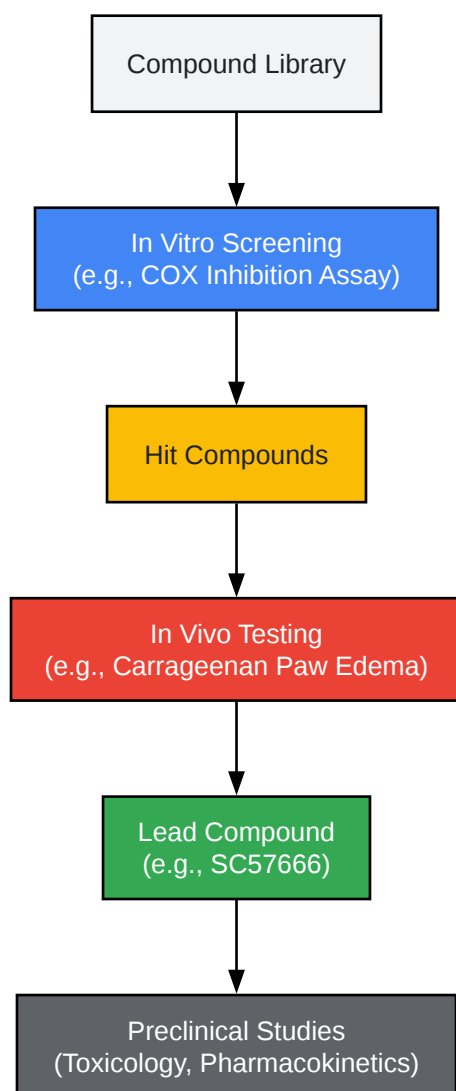 Compound Library
In Vitro Screening
(e.g., COX Inhibition Assay)
Hit Compounds
In Vivo Testing
(e.g., Carrageenan Paw Edema)
Lead Compound
(e.g., SC57666)
Preclinical Studies
(Toxicology, Pharmacokinetics)